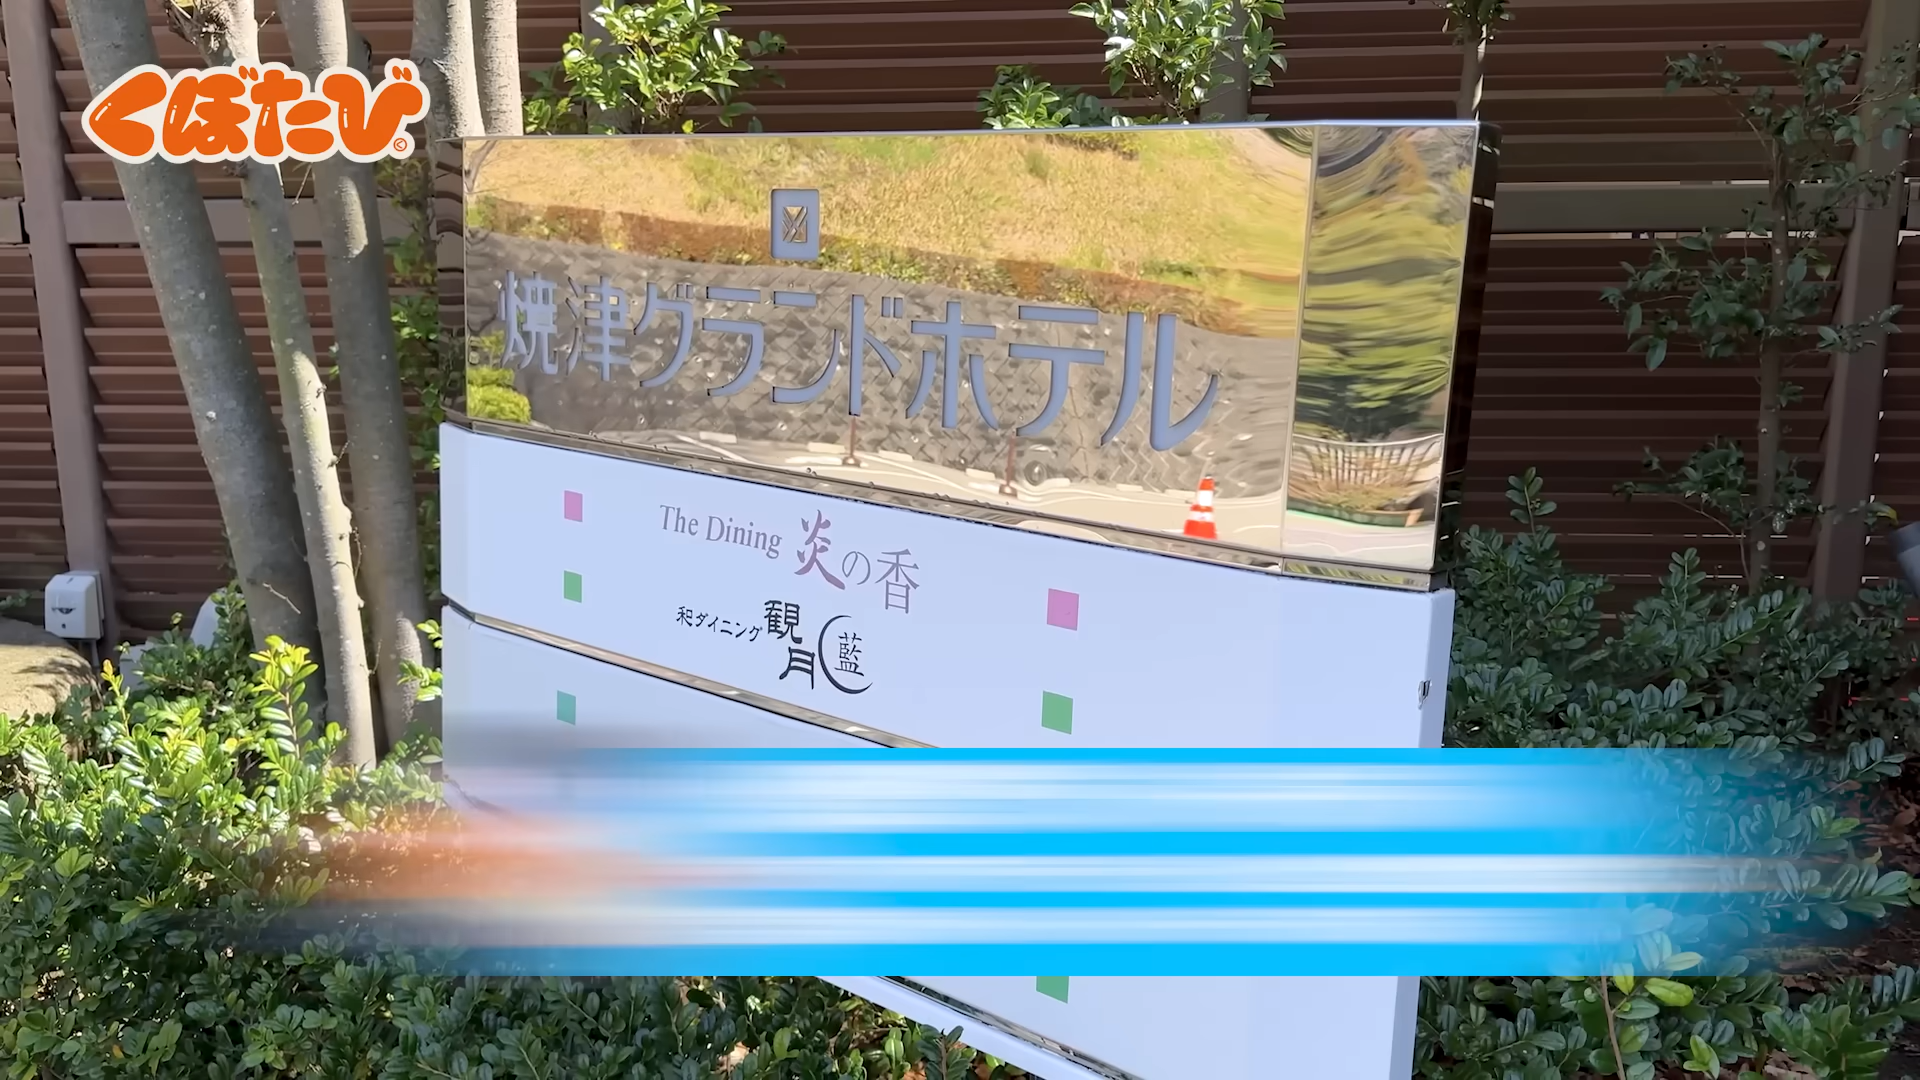 くぼたび
©
焼津グランドホテル
The Dining 炎の香
和ダイニング 観月 藍